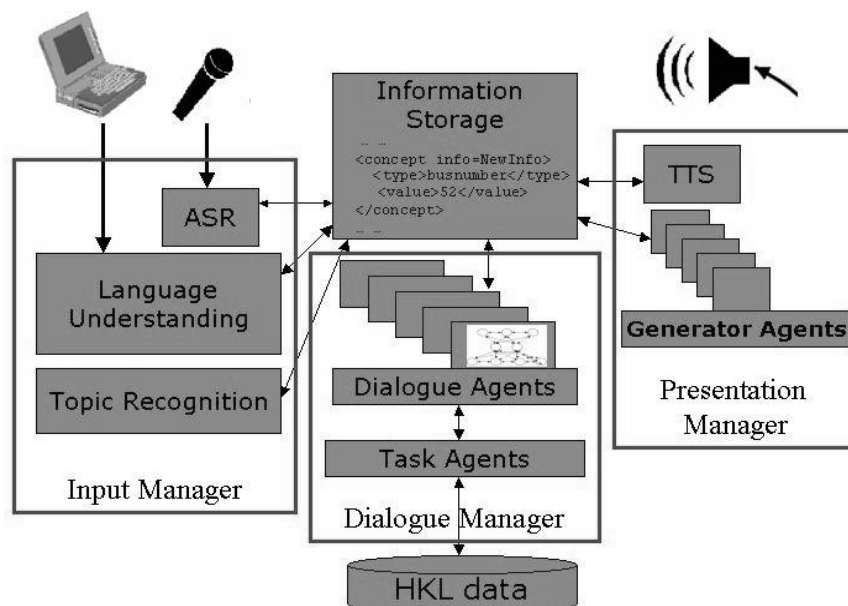 Information
Storage
... ...
<concept info=NewInfo>
<type>busnumber</type>
<value>52</value>
</concept>
... ...
ASR
Language
Understanding
Topic Recognition
Input Manager
Dialogue Agents
Task Agents
Dialogue Manager
HKL data
TTS
Generator Agents
Presentation
Manager